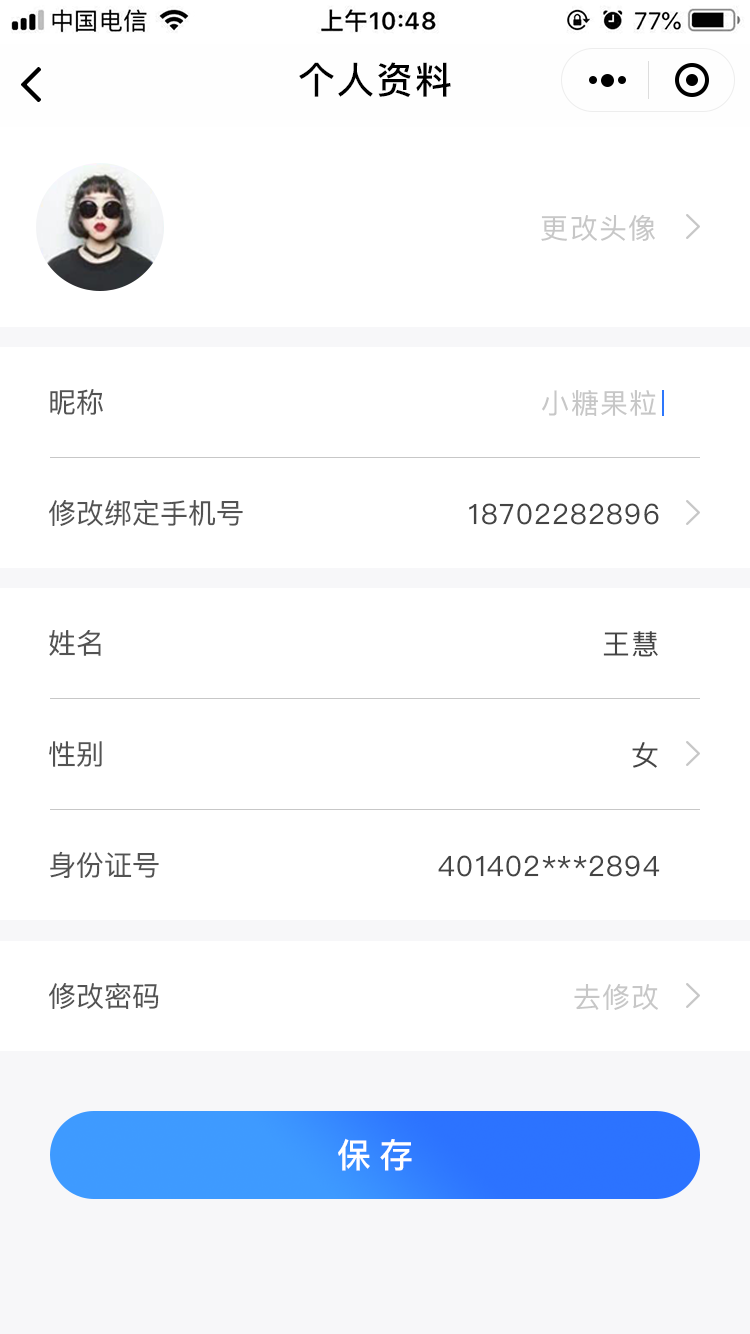 中国电信 上午10:48 77%
个人资料
更改头像
昵称 小糖果粒
修改绑定手机号 18702282896
姓名 王慧
性别 女
身份证号 401402***2894
修改密码 去修改
保存